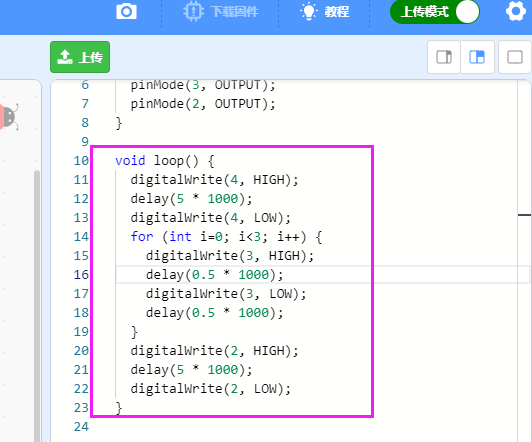 下载固件
教程
上传模式
上传
6 pinMode(3, OUTPUT);
7 pinMode(2, OUTPUT);
8 }
9
10 void loop() {
11 digitalWrite(4, HIGH);
12 delay(5 * 1000);
13 digitalWrite(4, LOW);
14 for (int i=0; i<3; i++) {
15 digitalWrite(3, HIGH);
16 delay(0.5 * 1000);
17 digitalWrite(3, LOW);
18 delay(0.5 * 1000);
19 }
20 digitalWrite(2, HIGH);
21 delay(5 * 1000);
22 digitalWrite(2, LOW);
23 }
24